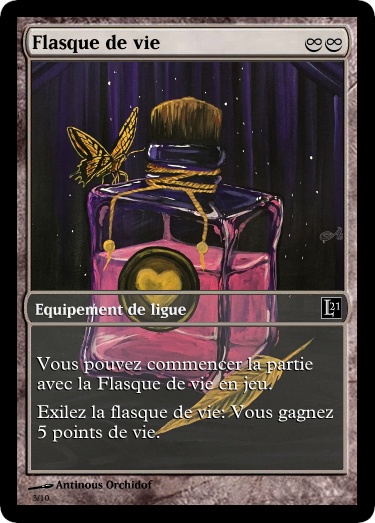 Flasque de vie ∞∞
Equipement de ligue L21
Vous pouvez commencer la partie
avec la Flasque de vie en jeu.
Exilez la flasque de vie: Vous gagnez
5 points de vie.
Antinous Orchidof
3/10